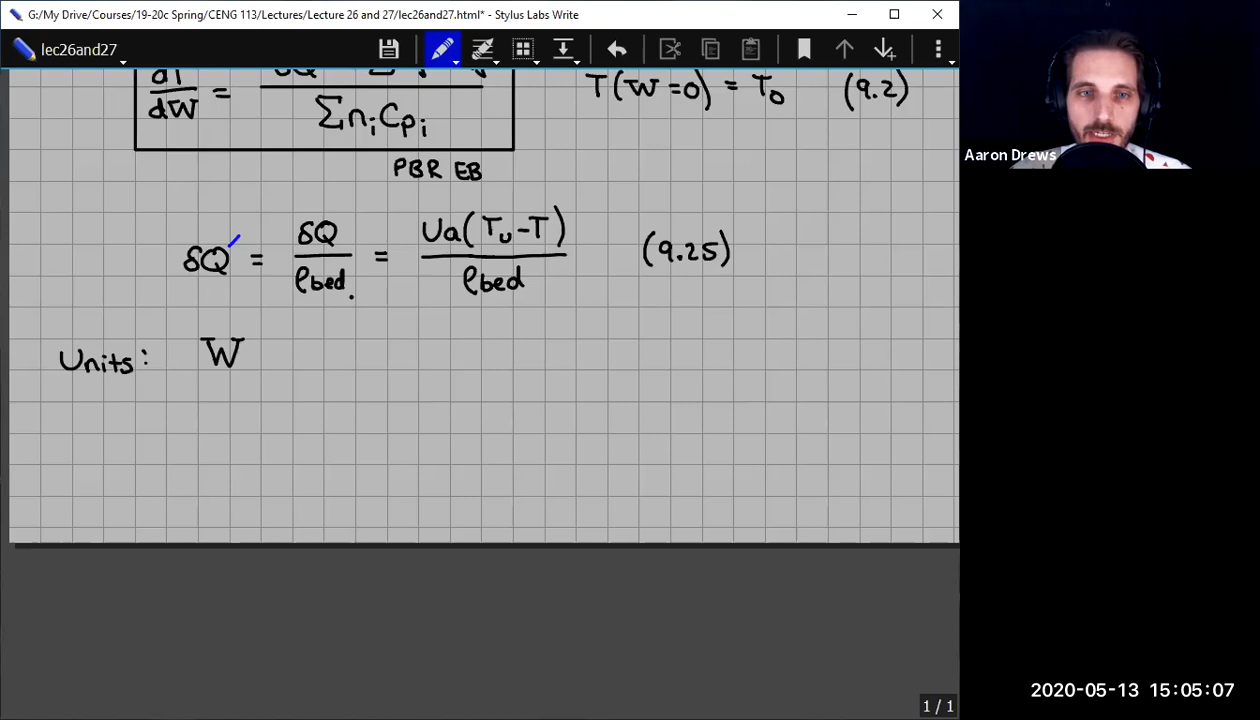 G:/My Drive/Courses/19-20c Spring/CENG 113/Lectures/Lecture 26 and 27/lec26and27.html* - Stylus Labs Write
lec26and27
dT/dW = / Σ nᵢ C_Pᵢ T(W=0) = T₀ (9.2)
PBR EB
δQ' = δQ/ρbed. = Ua(Tᵤ-T)/ρbed (9.25)
Units: W
1 / 1
Aaron Drews
2020-05-13 15:05:07